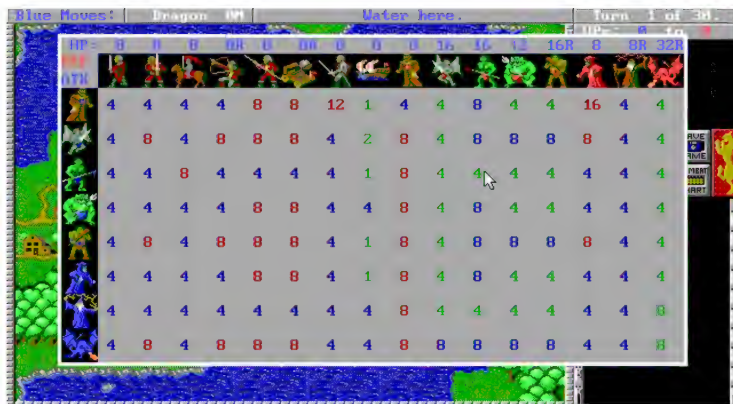 Blue Moves: Dragon 0M Water here. Turn 1 of 30.
HP= 8 8 8 8R 8 8R 8 8 8 16 16 12 16R 8 8R 32R
ATK
4 4 4 4 8 8 12 1 4 4 8 4 4 16 4 4
4 8 4 8 8 8 4 2 8 4 8 8 8 8 4 4
4 4 8 4 4 4 4 1 8 4 4 4 4 4 4 4
4 4 4 4 8 8 4 4 8 4 8 4 4 4 4 4
4 8 4 8 8 8 4 1 8 4 8 8 8 8 4 4
4 4 4 4 8 8 4 1 8 4 8 4 4 4 4 4
4 4 4 4 4 4 4 4 8 4 4 4 4 4 4 8
4 8 4 8 8 8 4 4 8 8 8 8 8 4 4 8